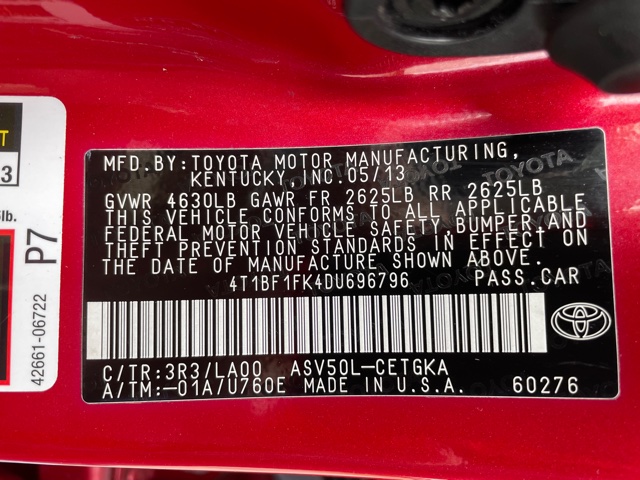 MFD.BY:TOYOTA MOTOR MANUFACTURING,
KENTUCKY, INC. 05/13
GVWR 4630LB GAWR FR 2625LB RR 2625LB
THIS VEHICLE CONFORMS TO ALL APPLICABLE
FEDERAL MOTOR VEHICLE SAFETY,BUMPER,AND
THEFT PREVENTION STANDARDS IN EFFECT ON
THE DATE OF MANUFACTURE SHOWN ABOVE.
4T1BF1FK4DU696796 PASS.CAR
C/TR:3R3/LA00 ASV50L-CETGKA
A/TM:-01A/U760E MADE IN U.S.A. 60276
T
3
lb.
P7
42661-06722